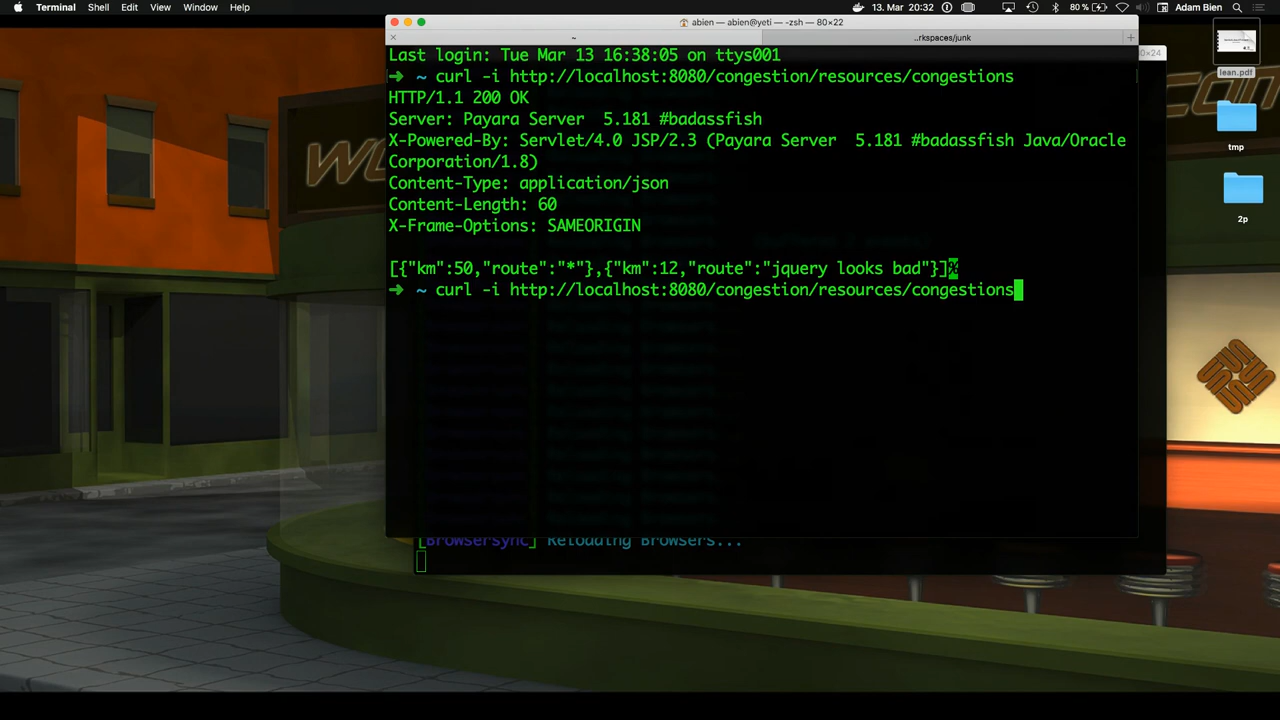 Terminal Shell Edit View Window Help
13. Mar 20:32 80 % Adam Bien
abien — abien@yeti — -zsh — 80×22
~ ..rkspaces/junk
Last login: Tue Mar 13 16:38:05 on ttys001
➜ ~ curl -i http://localhost:8080/congestion/resources/congestions
HTTP/1.1 200 OK
Server: Payara Server  5.181 #badassfish
X-Powered-By: Servlet/4.0 JSP/2.3 (Payara Server  5.181 #badassfish Java/Oracle
Corporation/1.8)
Content-Type: application/json
Content-Length: 60
X-Frame-Options: SAMEORIGIN
[{"km":50,"route":"*"},{"km":12,"route":"jquery looks bad"}]%
➜ ~ curl -i http://localhost:8080/congestion/resources/congestions
[Browsersync] Reloading Browsers...
lean.pdf
tmp
2p